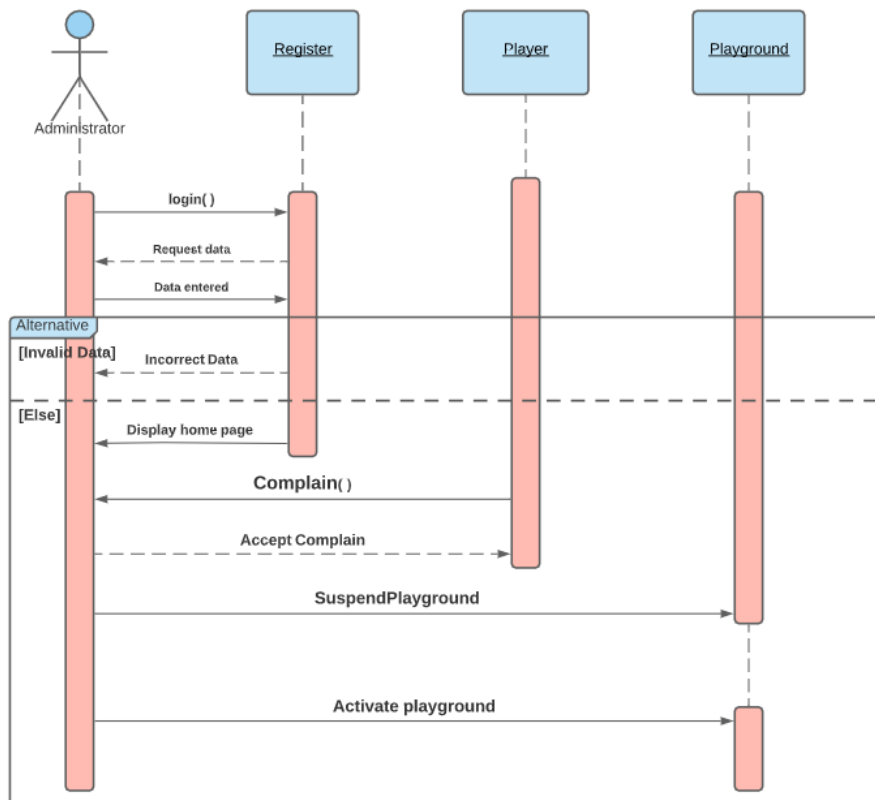 Register
Player
Playground
Administrator
login( )
Request data
Data entered
Alternative
[Invalid Data]
Incorrect Data
[Else]
Display home page
Complain( )
Accept Complain
SuspendPlayground
Activate playground